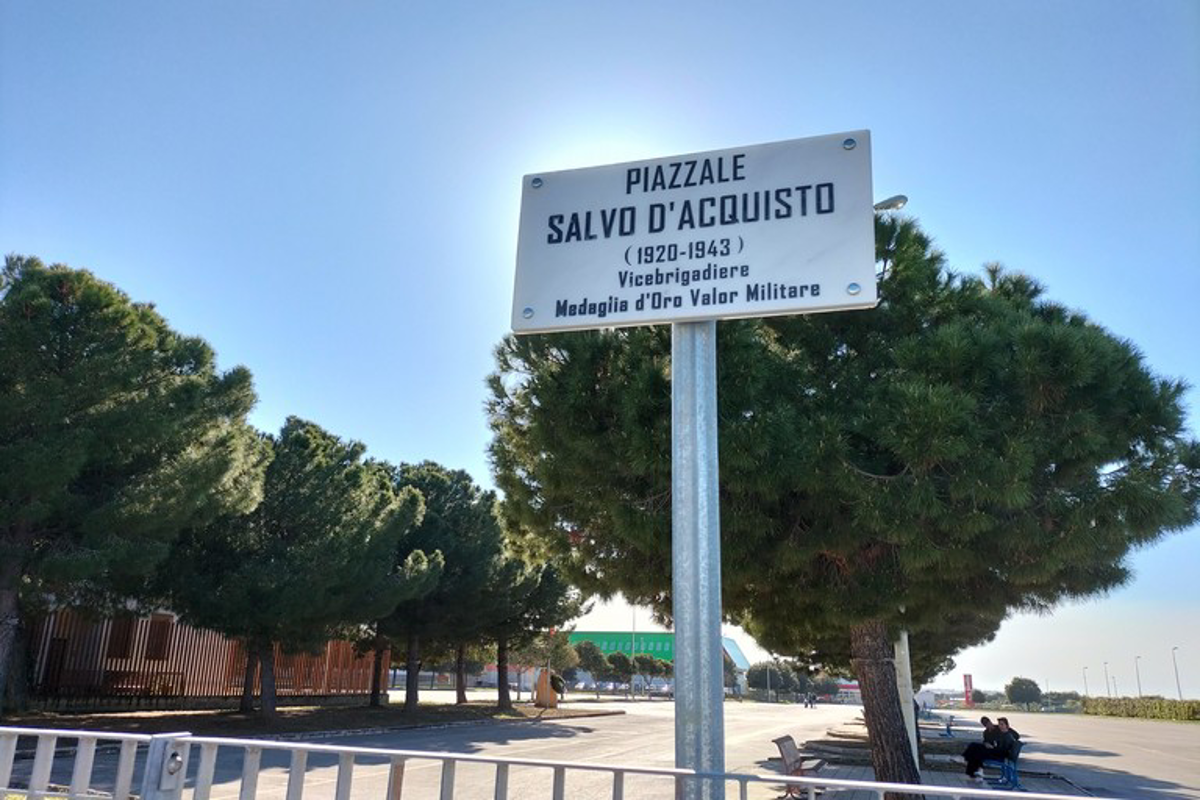 PIAZZALE
SALVO D'ACQUISTO
(1920-1943)
Vicebrigadiere
Medaglia d'Oro Valor Militare